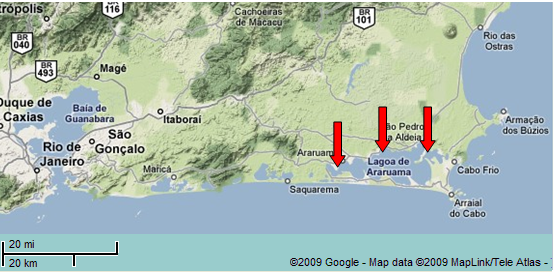 116
Cachoeiras
de Macacu
BR
101
BR
040
BR
493
Magé
Rio das
Ostras
Duque de
Caxias
Baía de
Guanabara
Itaboraí
São
Gonçalo
Rio de
Janeiro
Maricá
Armação
dos Búzios
São Pedro
a Aldeia
Araruama
Lagoa de
Araruama
Cabo Frio
Saquarema
Arraial
do Cabo
20 mi
20 km
©2009 Google - Map data ©2009 MapLink/Tele Atlas -